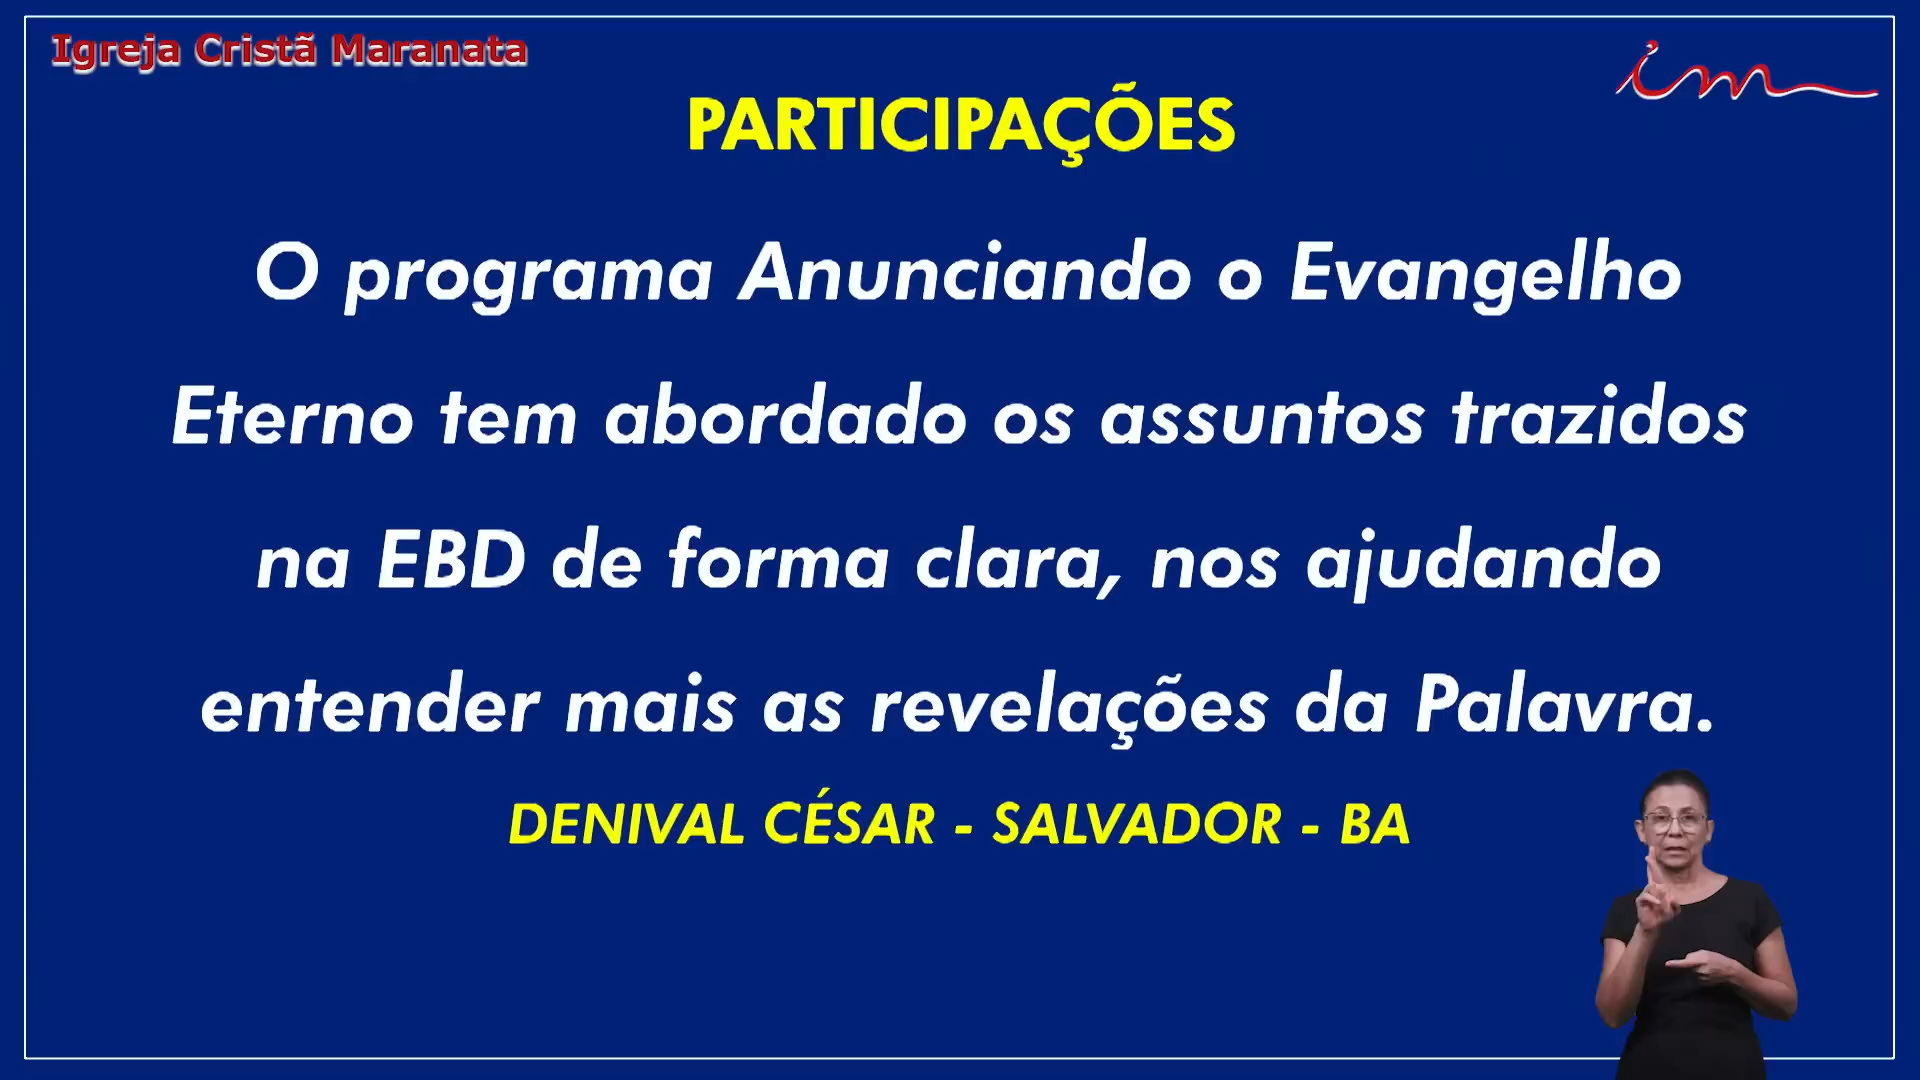 Igreja Cristã Maranata
im
PARTICIPAÇÕES
O programa Anunciando o Evangelho
Eterno tem abordado os assuntos trazidos
na EBD de forma clara, nos ajudando
entender mais as revelações da Palavra.
DENIVAL CÉSAR - SALVADOR - BA